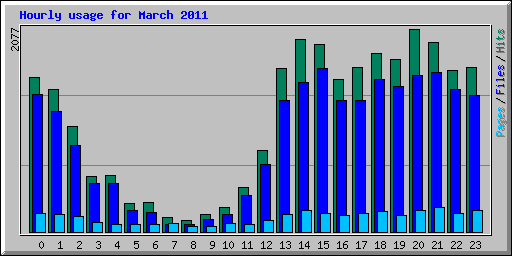 Hourly usage for March 2011
2077
Pages/Files/Hits
0 1 2 3 4 5 6 7 8 9 10 11 12 13 14 15 16 17 18 19 20 21 22 23